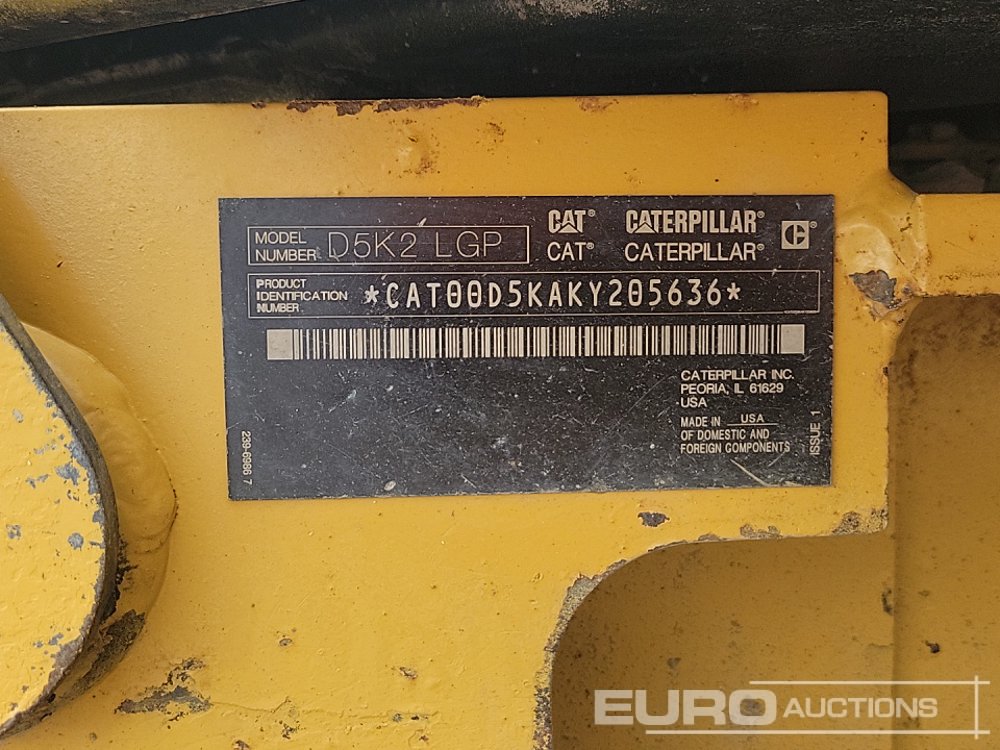 MODEL NUMBER D5K2 LGP
CAT® CATERPILLAR®
CAT® CATERPILLAR®
PRODUCT IDENTIFICATION NUMBER *CAT00D5KAKY205636*
CATERPILLAR INC.
PEORIA, IL 61629
USA
MADE IN USA
OF DOMESTIC AND
FOREIGN COMPONENTS
ISSUE 1
239-6986 7
EURO AUCTIONS